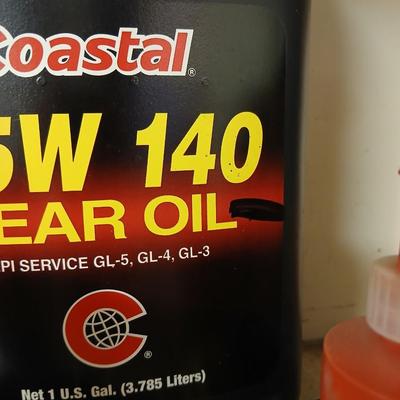 Coastal®
5W 140
EAR OIL
PI SERVICE GL-5, GL-4, GL-3
®
Net 1 U.S. Gal. (3.785 Liters)